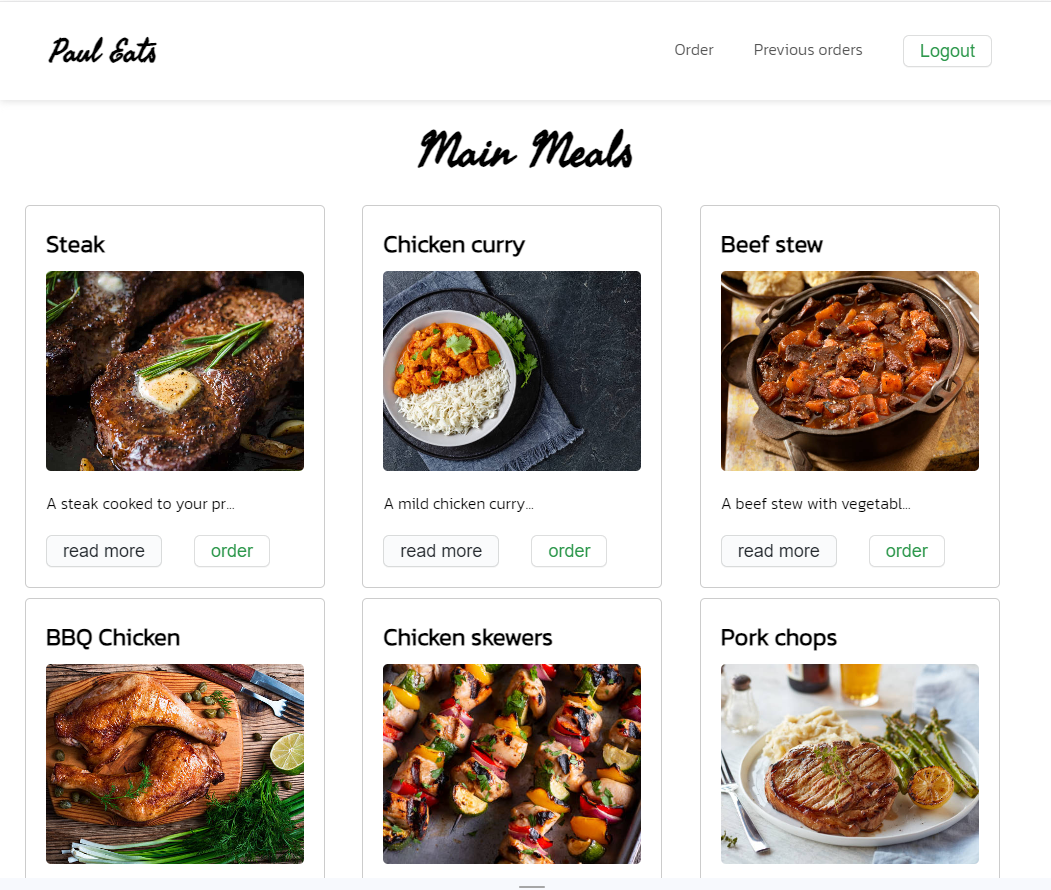 Paul Eats
Order Previous orders Logout
Main Meals
Steak
A steak cooked to your pr...
read more order
Chicken curry
A mild chicken curry...
read more order
Beef stew
A beef stew with vegetabl...
read more order
BBQ Chicken
Chicken skewers
Pork chops